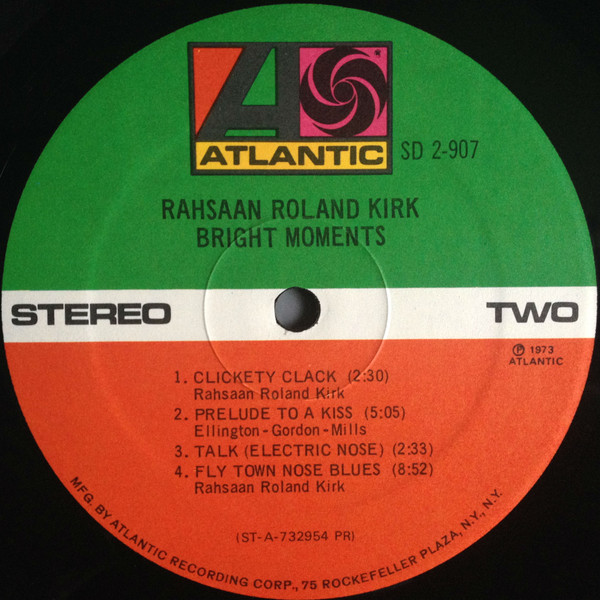 ATLANTIC
SD 2-907
RAHSAAN ROLAND KIRK
BRIGHT MOMENTS
STEREO
TWO
Ⓟ 1973
ATLANTIC
1. CLICKETY CLACK (2:30)
Rahsaan Roland Kirk
2. PRELUDE TO A KISS (5:05)
Ellington-Gordon-Mills
3. TALK (ELECTRIC NOSE) (2:33)
4. FLY TOWN NOSE BLUES (8:52)
Rahsaan Roland Kirk
(ST-A-732954 PR)
MFG. BY ATLANTIC RECORDING CORP., 75 ROCKEFELLER PLAZA, N.Y., N.Y.